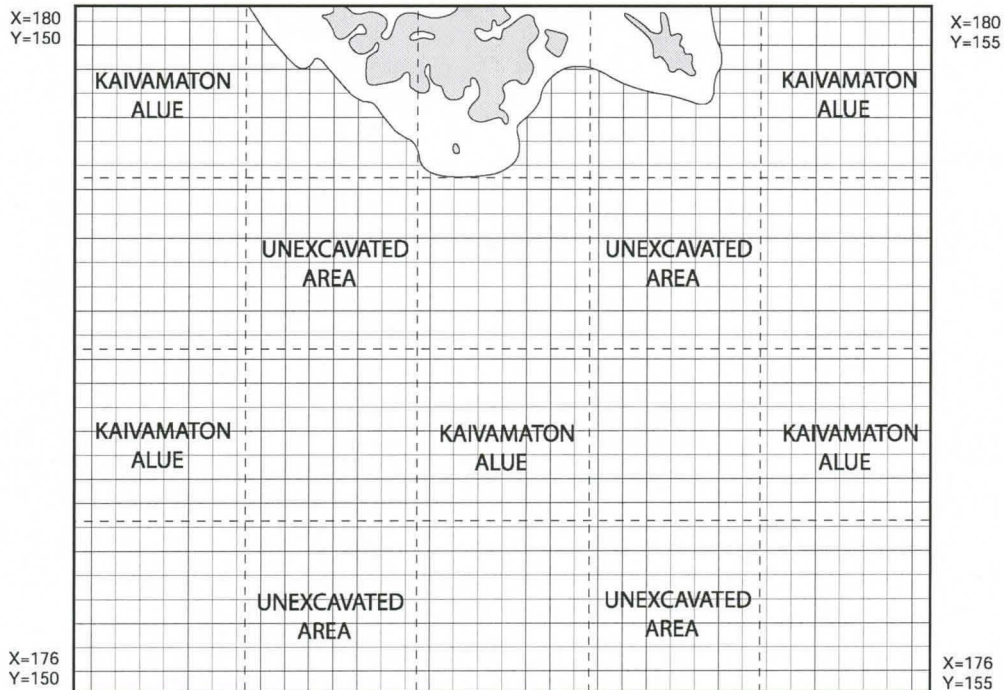 X=180
Y=150
X=180
Y=155
KAIVAMATON
ALUE
KAIVAMATON
ALUE
UNEXCAVATED
AREA
UNEXCAVATED
AREA
KAIVAMATON
ALUE
KAIVAMATON
ALUE
KAIVAMATON
ALUE
UNEXCAVATED
AREA
UNEXCAVATED
AREA
X=176
Y=150
X=176
Y=155